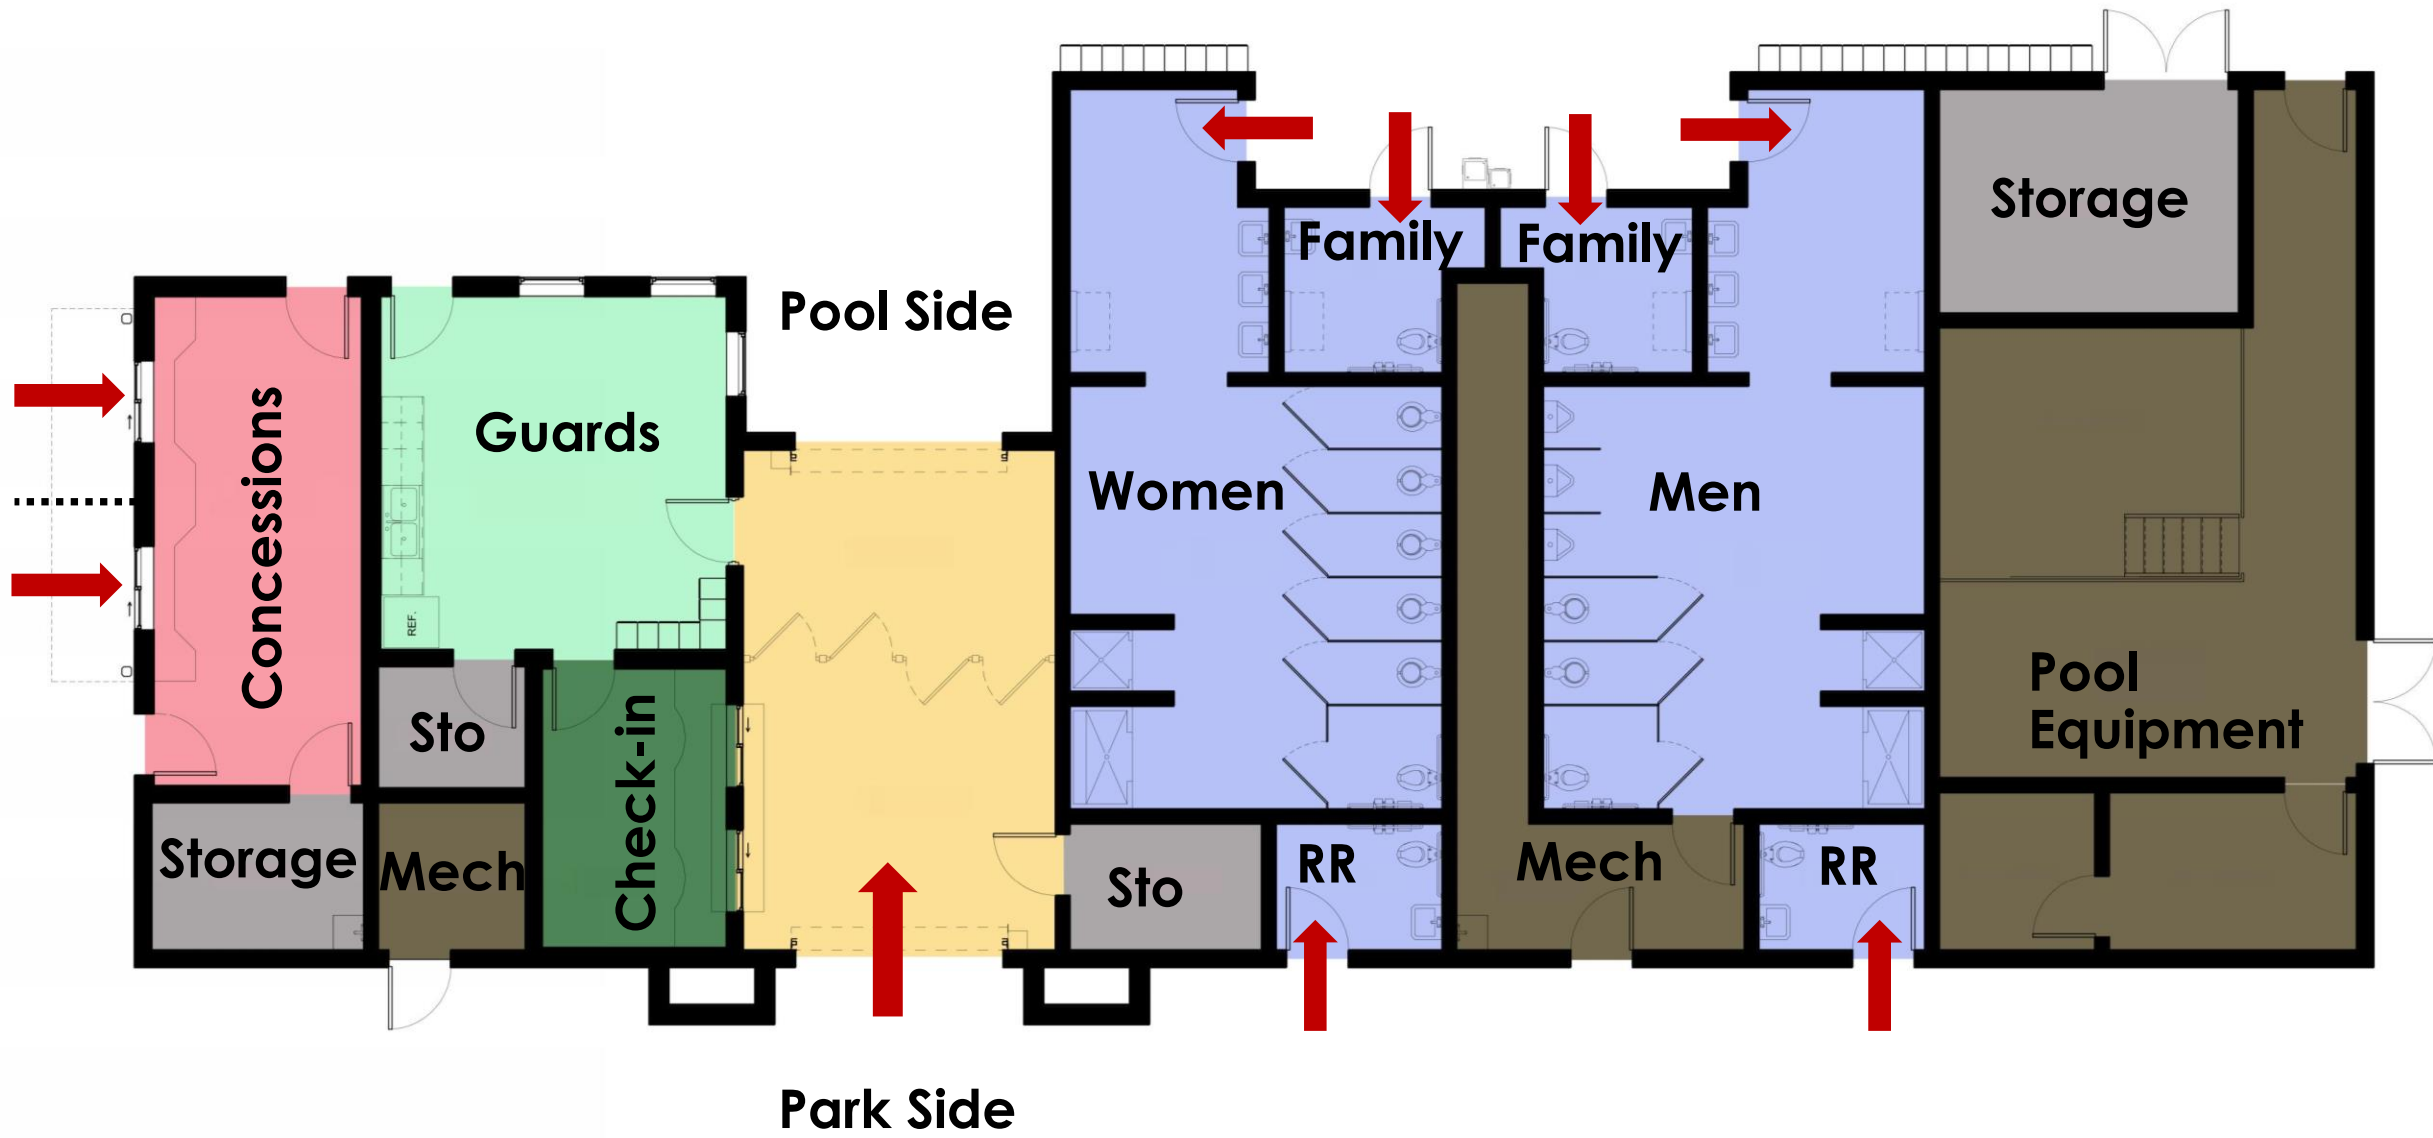 Storage
Family
Family
Pool Side
Concessions
Guards
Women
Men
REF.
Pool
Equipment
Sto
Check-in
Storage
Mech
Sto
RR
Mech
RR
Park Side